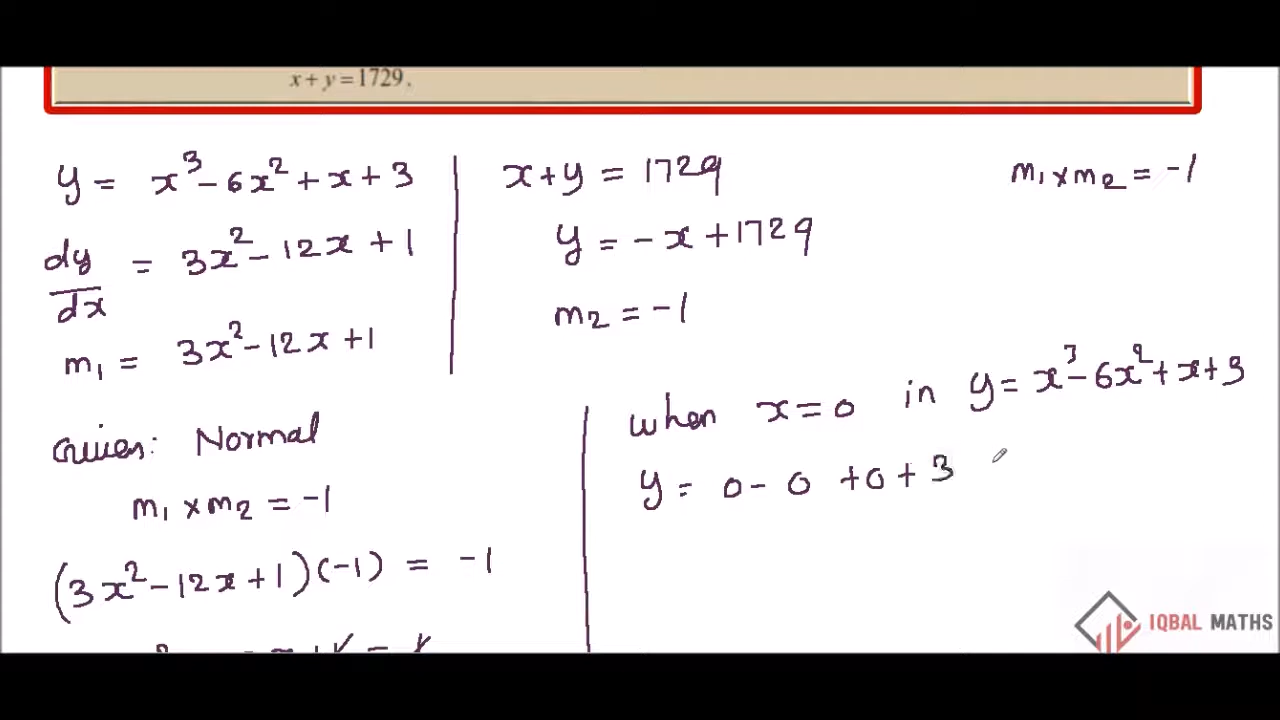 x + y = 1729.
y = x³ - 6x² + x + 3
dy/dx = 3x² - 12x + 1
m₁ = 3x² - 12x + 1
x + y = 1729
y = -x + 1729
m₂ = -1
m₁ × m₂ = -1
Given: Normal
m₁ × m₂ = -1
(3x² - 12x + 1)(-1) = -1
when x = 0 in y = x³ - 6x² + x + 3
y = 0 - 0 + 0 + 3
IQBAL MATHS